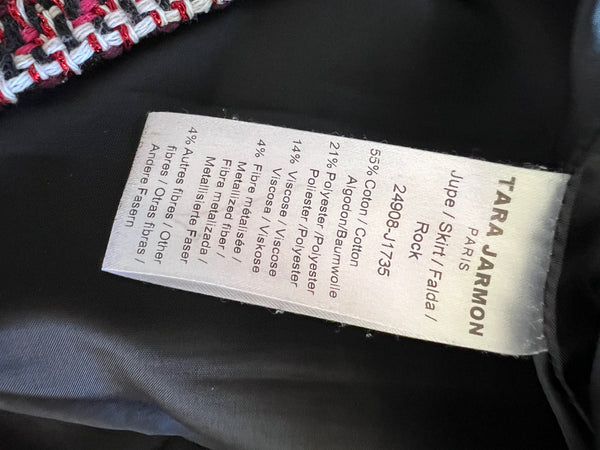 TARA JARMON
PARIS
Jupe / Skirt / Falda /
Rock
24908-J1735
55% Coton / Cotton
Algodon/Baumwolle
21% Polyester /Polyester
Poliester /Polyester
14% Viscose / Viscose
Viscosa / Viskose
4% Fibre métalisée /
Metallized fiber /
Fibra metalizada /
Metallisierte Faser
4% Autres fibres /
fibres / Otras fibras /
Andere Fasern